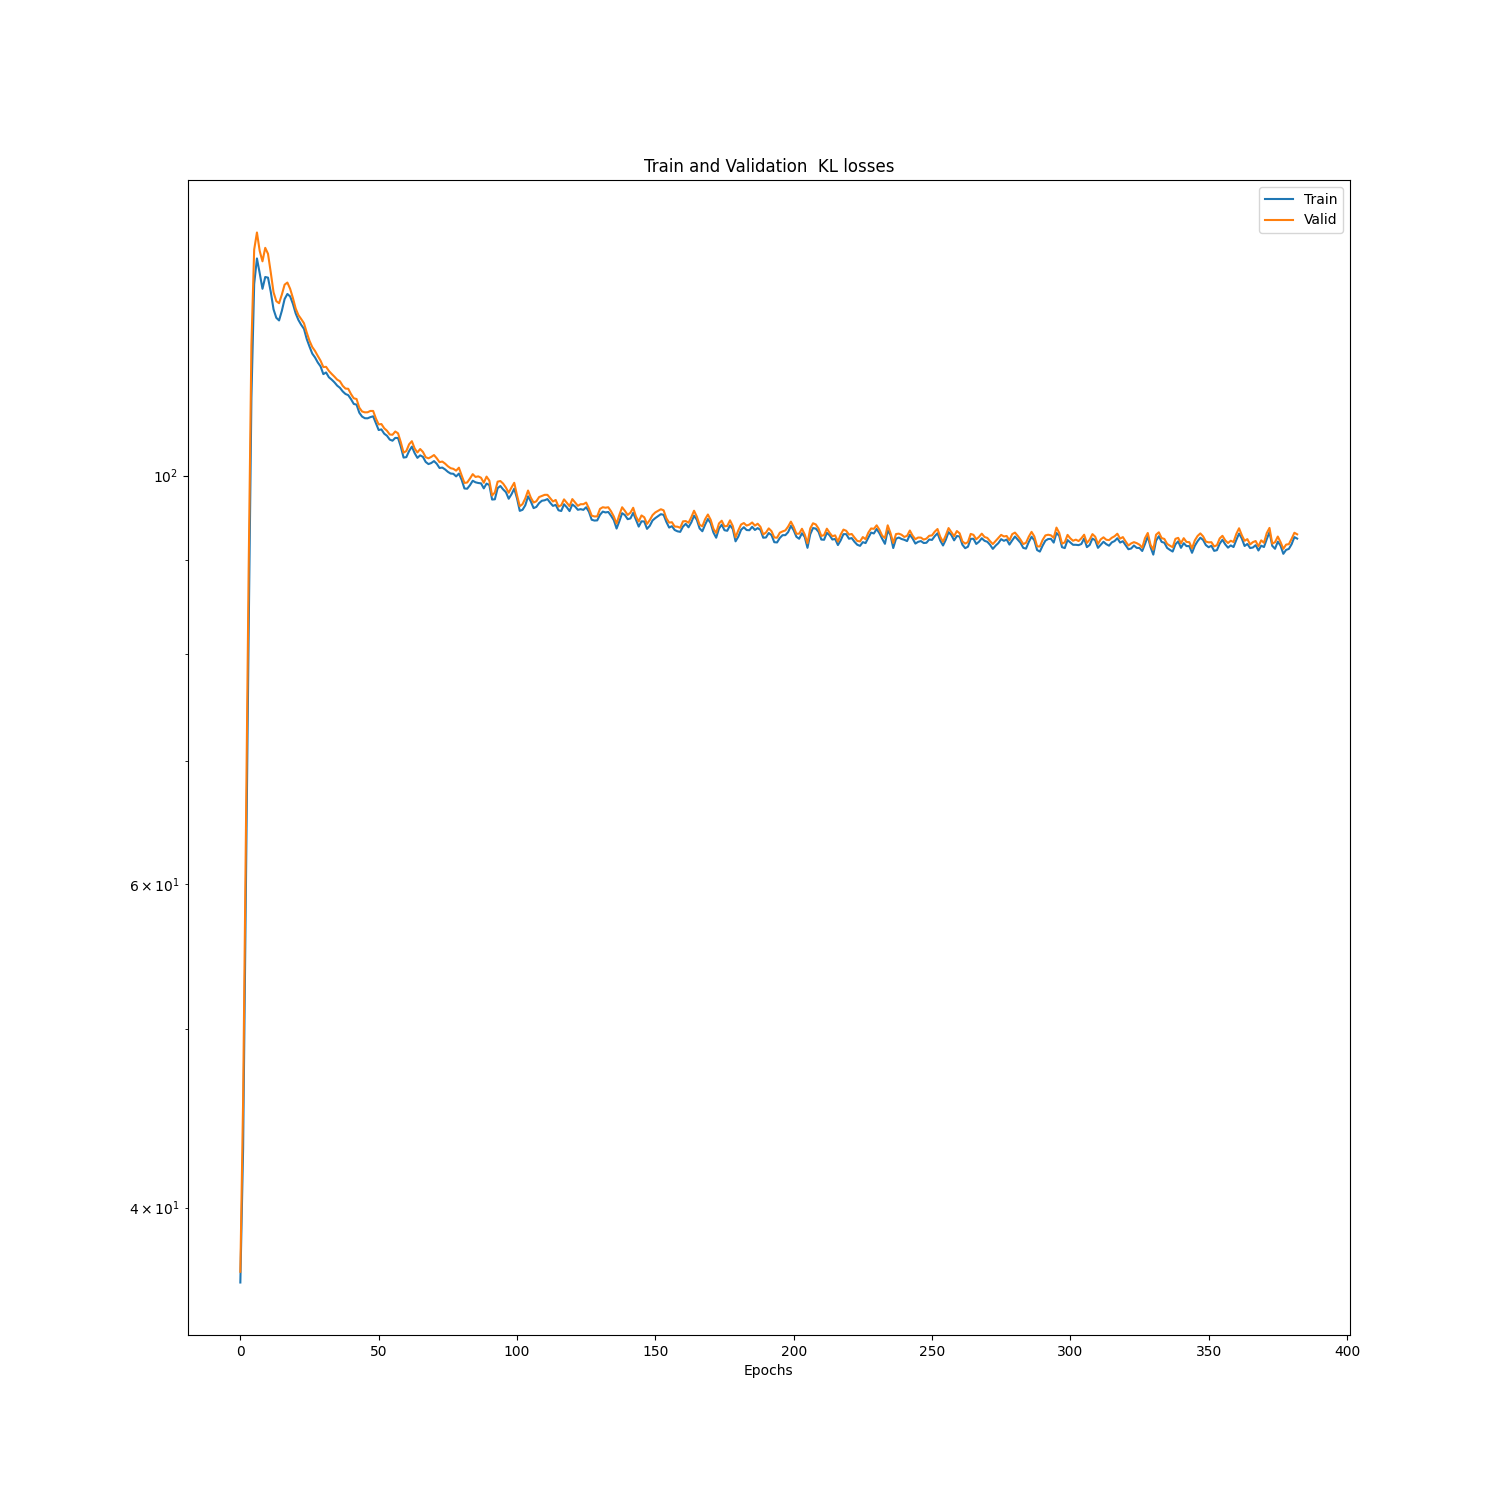 Train and Validation  KL losses
Train
Valid
10²
6 × 10¹
4 × 10¹
0 50 100 150 200 250 300 350 400
Epochs